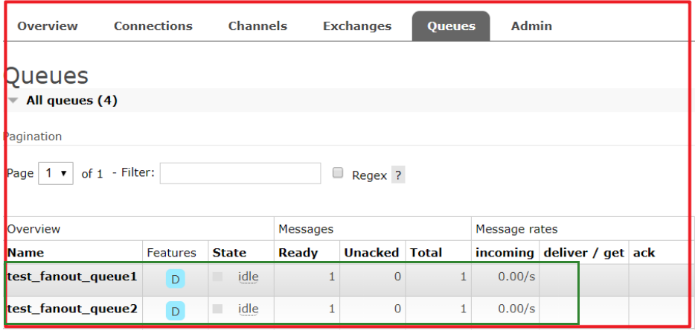 Overview Connections Channels Exchanges Queues Admin
Queues
All queues (4)
Pagination
Page 1 of 1 - Filter: Regex ?
Overview Messages Message rates
Name Features State Ready Unacked Total incoming deliver / get ack
test_fanout_queue1 D idle 1 0 1 0.00/s
test_fanout_queue2 D idle 1 0 1 0.00/s